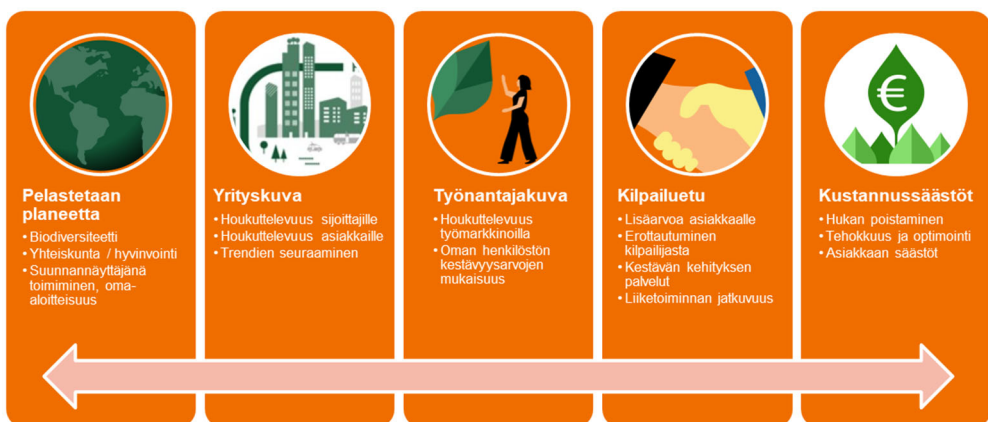 Pelastetaan
planeetta
• Biodiversiteetti
• Yhteiskunta / hyvinvointi
• Suunnannäyttäjänä
toimiminen, oma-
aloitteisuus
Yrityskuva
• Houkuttelevuus sijoittajille
• Houkuttelevuus asiakkaille
• Trendien seuraaminen
Työnantajakuva
• Houkuttelevuus
työmarkkinoilla
• Oman henkilöstön
kestävyysarvojen
mukaisuus
Kilpailuetu
• Lisäarvoa asiakkaalle
• Erottautuminen
kilpailijasta
• Kestävän kehityksen
palvelut
• Liiketoiminnan jatkuvuus
€
Kustannussäästöt
• Hukan poistaminen
• Tehokkuus ja optimointi
• Asiakkaan säästöt